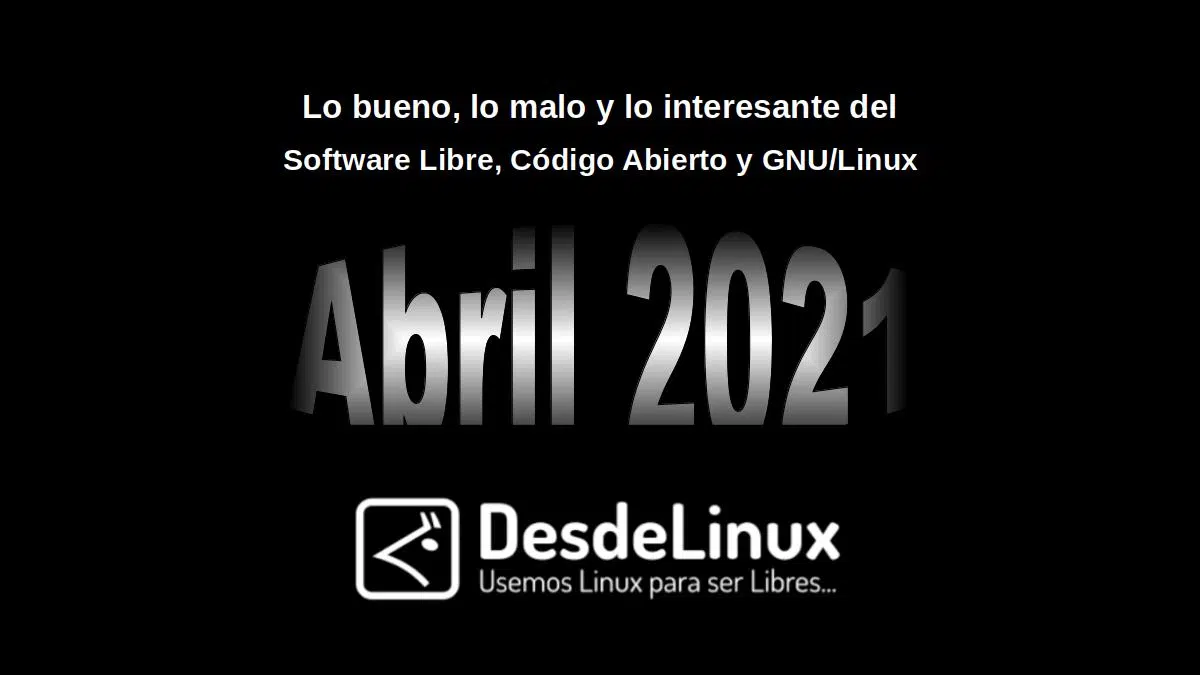 Lo bueno, lo malo y lo interesante del
Software Libre, Código Abierto y GNU/Linux
Abril 2021
DesdeLinux
Usemos Linux para ser Libres...